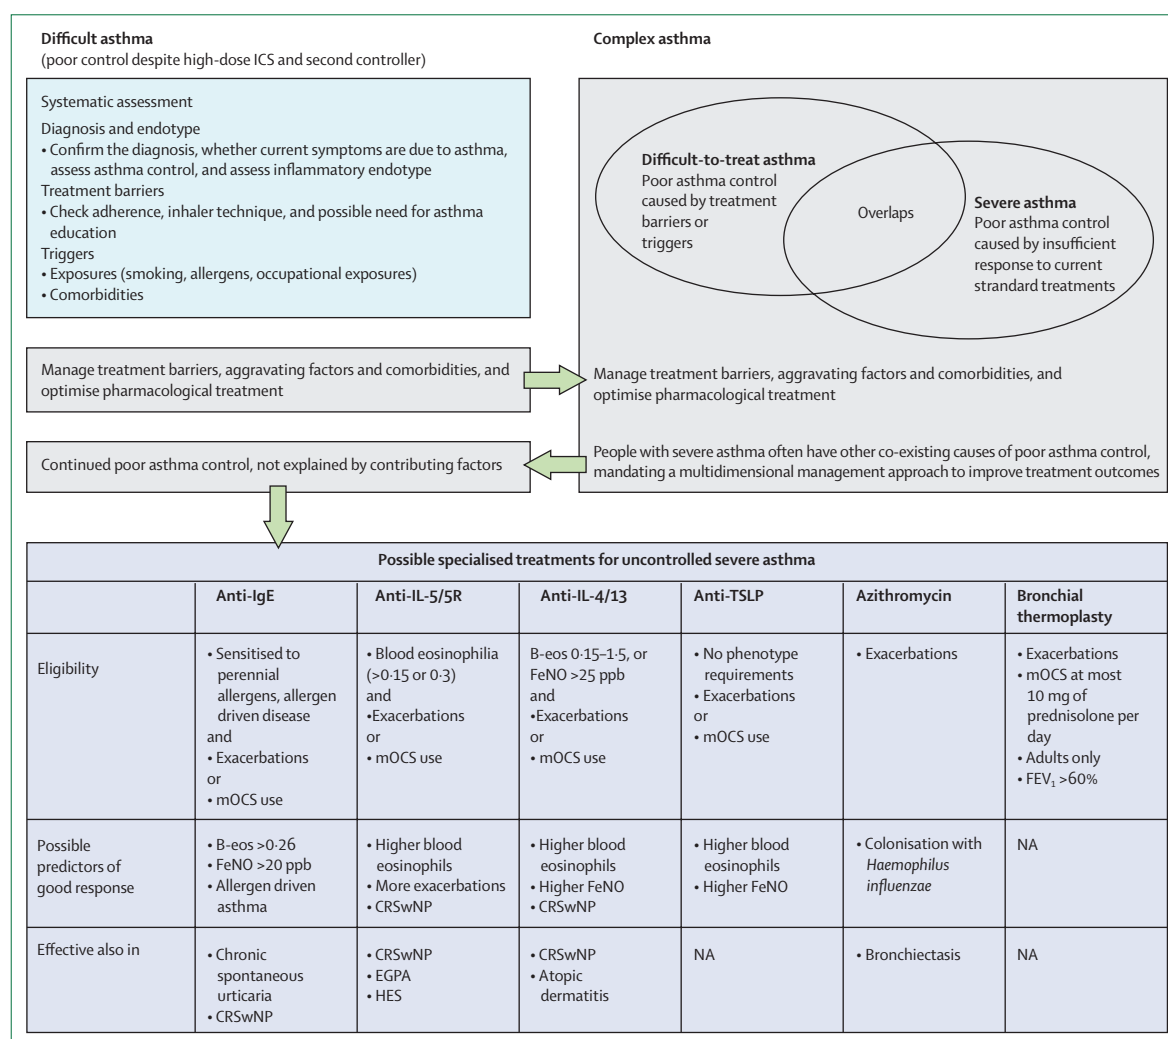 Difficult asthma
(poor control despite high-dose ICS and second controller)
Systematic assessment
Diagnosis and endotype
• Confirm the diagnosis, whether current symptoms are due to asthma,
assess asthma control, and assess inflammatory endotype
Treatment barriers
• Check adherence, inhaler technique, and possible need for asthma
education
Triggers
• Exposures (smoking, allergens, occupational exposures)
• Comorbidities
Manage treatment barriers, aggravating factors and comorbidities, and
optimise pharmacological treatment
Continued poor asthma control, not explained by contributing factors
Complex asthma
Difficult-to-treat asthma
Poor asthma control
caused by treatment
barriers or
triggers
Overlaps
Severe asthma
Poor asthma control
caused by insufficient
response to current
standard treatments
Manage treatment barriers, aggravating factors and comorbidities, and
optimise pharmacological treatment
People with severe asthma often have other co-existing causes of poor asthma control,
mandating a multidimensional management approach to improve treatment outcomes
Possible specialised treatments for uncontrolled severe asthma
Anti-IgE
Anti-IL-5/5R
Anti-IL-4/13
Anti-TSLP
Azithromycin
Bronchial
thermoplasty
Eligibility
• Sensitised to
perennial
allergens, allergen
driven disease
and
• Exacerbations
or
• mOCS use
• Blood eosinophilia
(>0·15 or 0·3)
and
•Exacerbations
or
• mOCS use
B-eos 0·15–1·5, or
FeNO >25 ppb
and
•Exacerbations
or
• mOCS use
• No phenotype
requirements
• Exacerbations
or
• mOCS use
• Exacerbations
• Exacerbations
• mOCS at most
10 mg of
prednisolone per
day
• Adults only
• FEV₁ >60%
Possible
predictors of
good response
• B-eos >0·26
• FeNO >20 ppb
• Allergen driven
asthma
• Higher blood
eosinophils
• More exacerbations
• CRSwNP
• Higher blood
eosinophils
• Higher FeNO
• CRSwNP
• Higher blood
eosinophils
• Higher FeNO
• Colonisation with
Haemophilus
influenzae
NA
Effective also in
• Chronic
spontaneous
urticaria
• CRSwNP
• CRSwNP
• EGPA
• HES
• CRSwNP
• Atopic
dermatitis
NA
• Bronchiectasis
NA